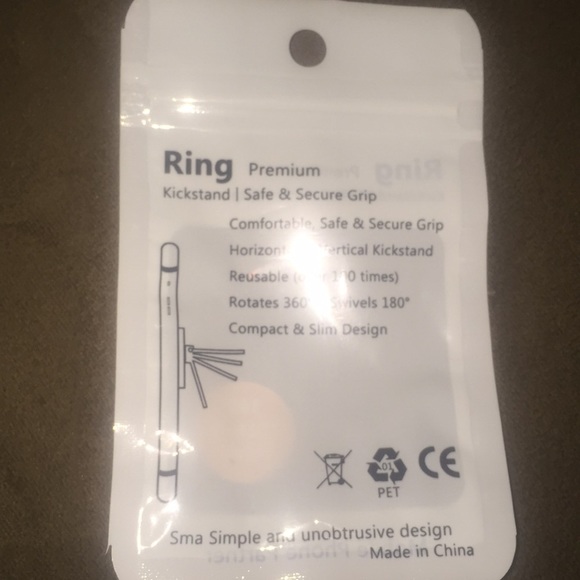 Ring Premium
Kickstand | Safe & Secure Grip
Comfortable, Safe & Secure Grip
Vertical Kickstand
Reusable times)
Rotates 360° Swivels 180°
Compact & Slim Design
01
PET
CE
Sma Simple and unobtrusive design
Made in China